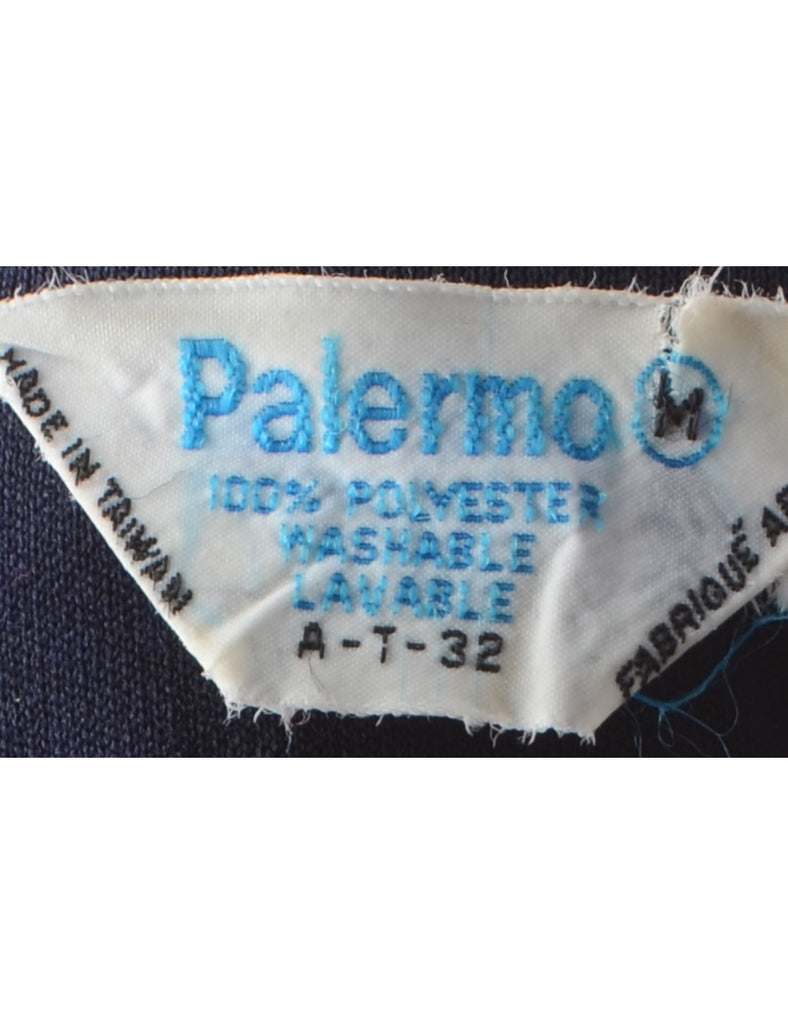 Palermo M
100% POLYESTER
WASHABLE
LAVABLE
A-T-32
MADE IN TAIWAN
FABRIQUÉ